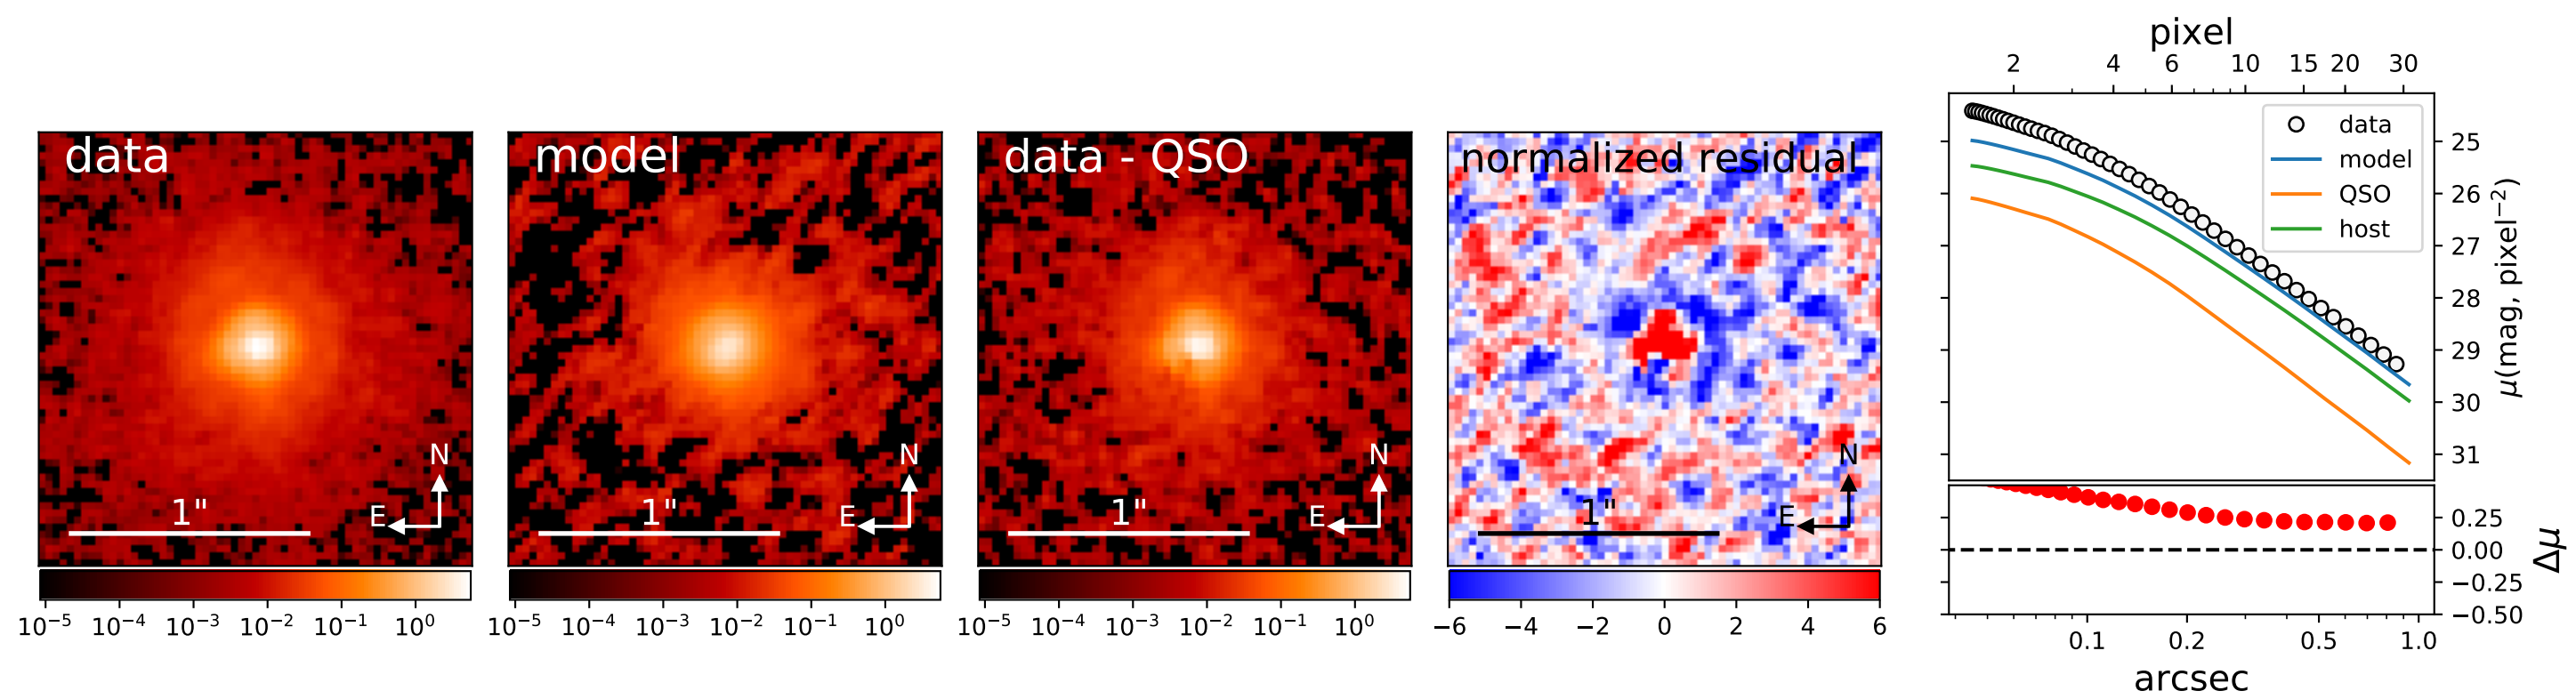 data
N
E
1"
10⁻⁵ 10⁻⁴ 10⁻³ 10⁻² 10⁻¹ 10⁰
model
N
E
1"
10⁻⁵ 10⁻⁴ 10⁻³ 10⁻² 10⁻¹ 10⁰
data - QSO
N
E
1"
10⁻⁵ 10⁻⁴ 10⁻³ 10⁻² 10⁻¹ 10⁰
normalized residual
N
E
1"
−6 −4 −2 0 2 4 6
pixel
2 4 6 10 15 20 30
data
model
QSO
host
25
26
27
28
29
30
31
μ(mag, pixel⁻²)
0.25
0.00
−0.25
−0.50
Δμ
0.1 0.2 0.5 1.0
arcsec